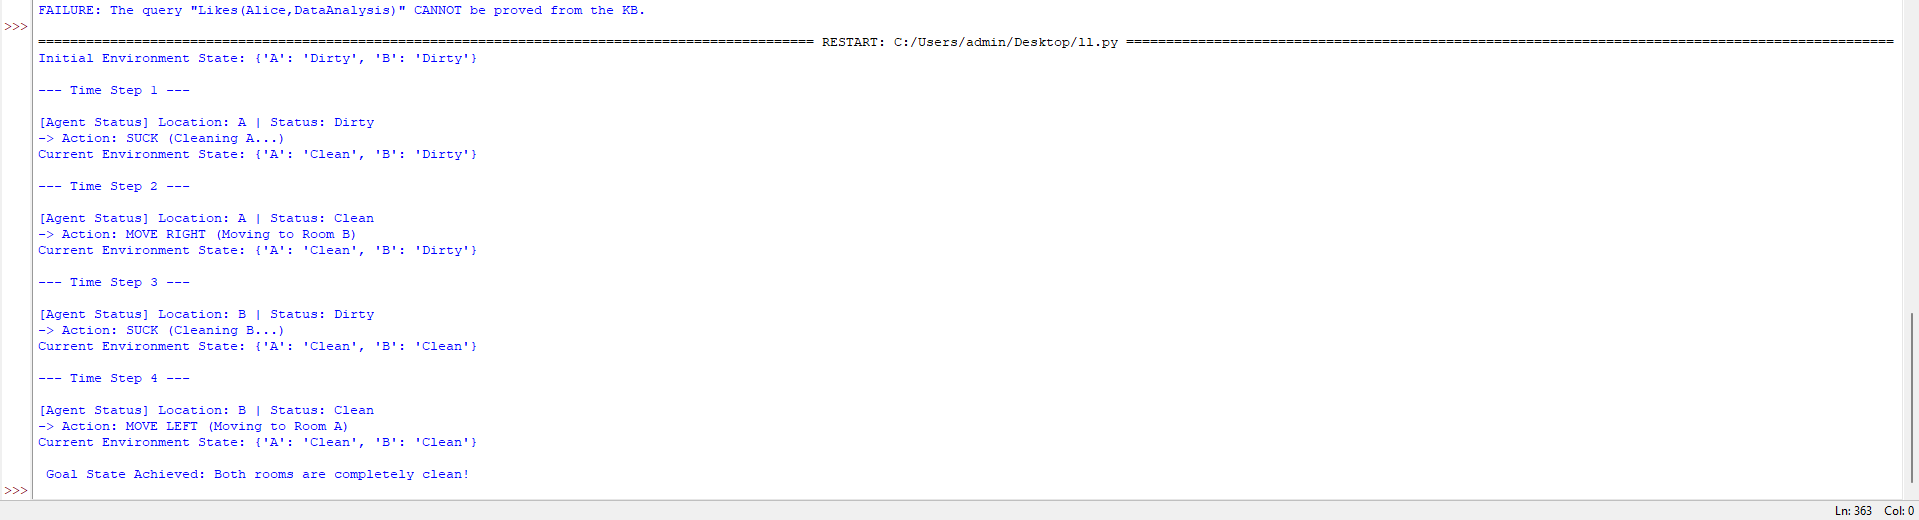 FAILURE: The query "Likes(Alice,DataAnalysis)" CANNOT be proved from the KB.
>>>
================================================================================================= RESTART: C:/Users/admin/Desktop/ll.py ================================================================================================
Initial Environment State: {'A': 'Dirty', 'B': 'Dirty'}
--- Time Step 1 ---
[Agent Status] Location: A | Status: Dirty
-> Action: SUCK (Cleaning A...)
Current Environment State: {'A': 'Clean', 'B': 'Dirty'}
--- Time Step 2 ---
[Agent Status] Location: A | Status: Clean
-> Action: MOVE RIGHT (Moving to Room B)
Current Environment State: {'A': 'Clean', 'B': 'Dirty'}
--- Time Step 3 ---
[Agent Status] Location: B | Status: Dirty
-> Action: SUCK (Cleaning B...)
Current Environment State: {'A': 'Clean', 'B': 'Clean'}
--- Time Step 4 ---
[Agent Status] Location: B | Status: Clean
-> Action: MOVE LEFT (Moving to Room A)
Current Environment State: {'A': 'Clean', 'B': 'Clean'}
Goal State Achieved: Both rooms are completely clean!
>>>
Ln: 363 Col: 0